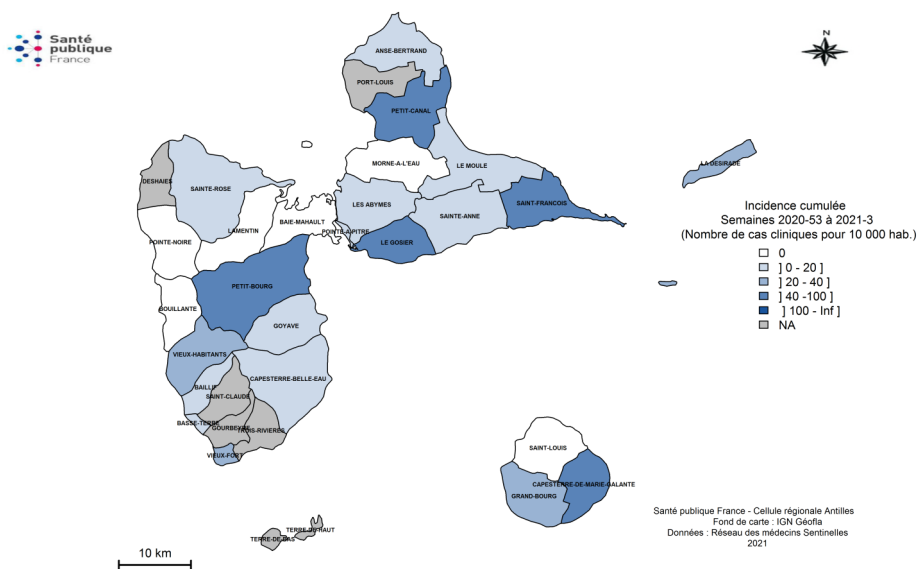 Santé
publique
France
N
ANSE-BERTRAND
PORT-LOUIS
PETIT-CANAL
MORNE-A-L'EAU
LE MOULE
LA DESIRADE
DESHAIES
SAINTE-ROSE
LES ABYMES
SAINT-FRANCOIS
SAINTE-ANNE
BAIE-MAHAULT
LAMENTIN
POINTE-A-PITRE
LE GOSIER
POINTE-NOIRE
PETIT-BOURG
BOUILLANTE
GOYAVE
VIEUX-HABITANTS
CAPESTERRE-BELLE-EAU
BAILLIF
SAINT-CLAUDE
BASSE-TERRE
GOURBEYRE
TROIS-RIVIERES
VIEUX-FORT
TERRE-DE-HAUT
TERRE-DE-BAS
SAINT-LOUIS
CAPESTERRE-DE-MARIE-GALANTE
GRAND-BOURG
Incidence cumulée
Semaines 2020-53 à 2021-3
(Nombre de cas cliniques pour 10 000 hab.)
0
] 0 - 20 ]
] 20 - 40 ]
] 40 -100 ]
] 100 - Inf ]
NA
Santé publique France - Cellule régionale Antilles
Fond de carte : IGN Géofla
Données : Réseau des médecins Sentinelles
2021
10 km